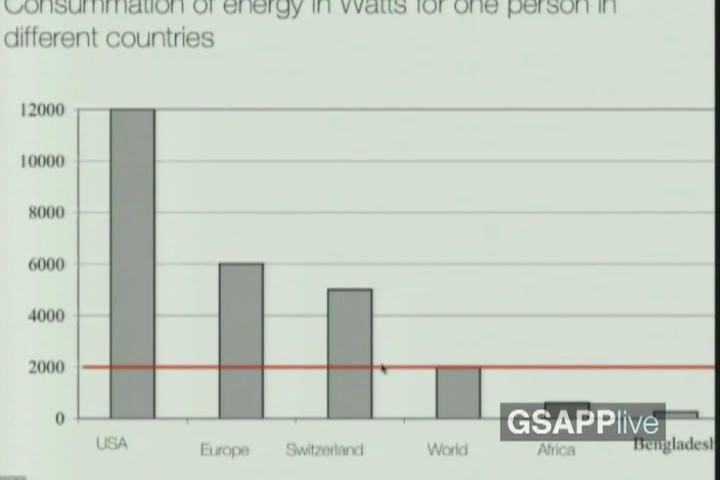 Consummation of energy in Watts for one person in
different countries
12000
10000
8000
6000
4000
2000
0
USA
Europe
Switzerland
World
Africa
Bengladesh
GSAPPlive